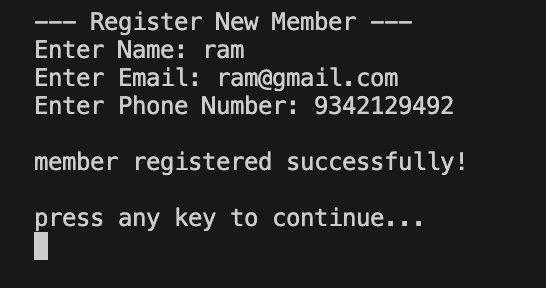 --- Register New Member ---
Enter Name: ram
Enter Email: ram@gmail.com
Enter Phone Number: 9342129492
member registered successfully!
press any key to continue...